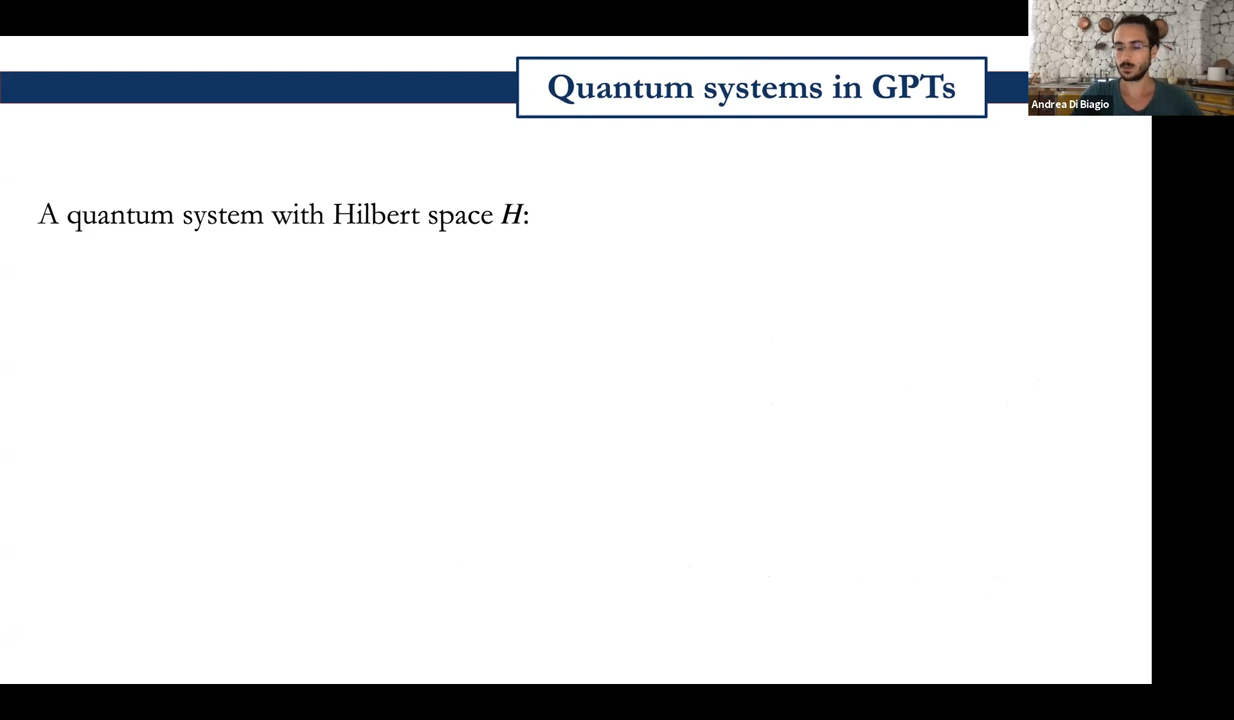 Quantum systems in GPTs
Andrea Di Biagio
A quantum system with Hilbert space H: